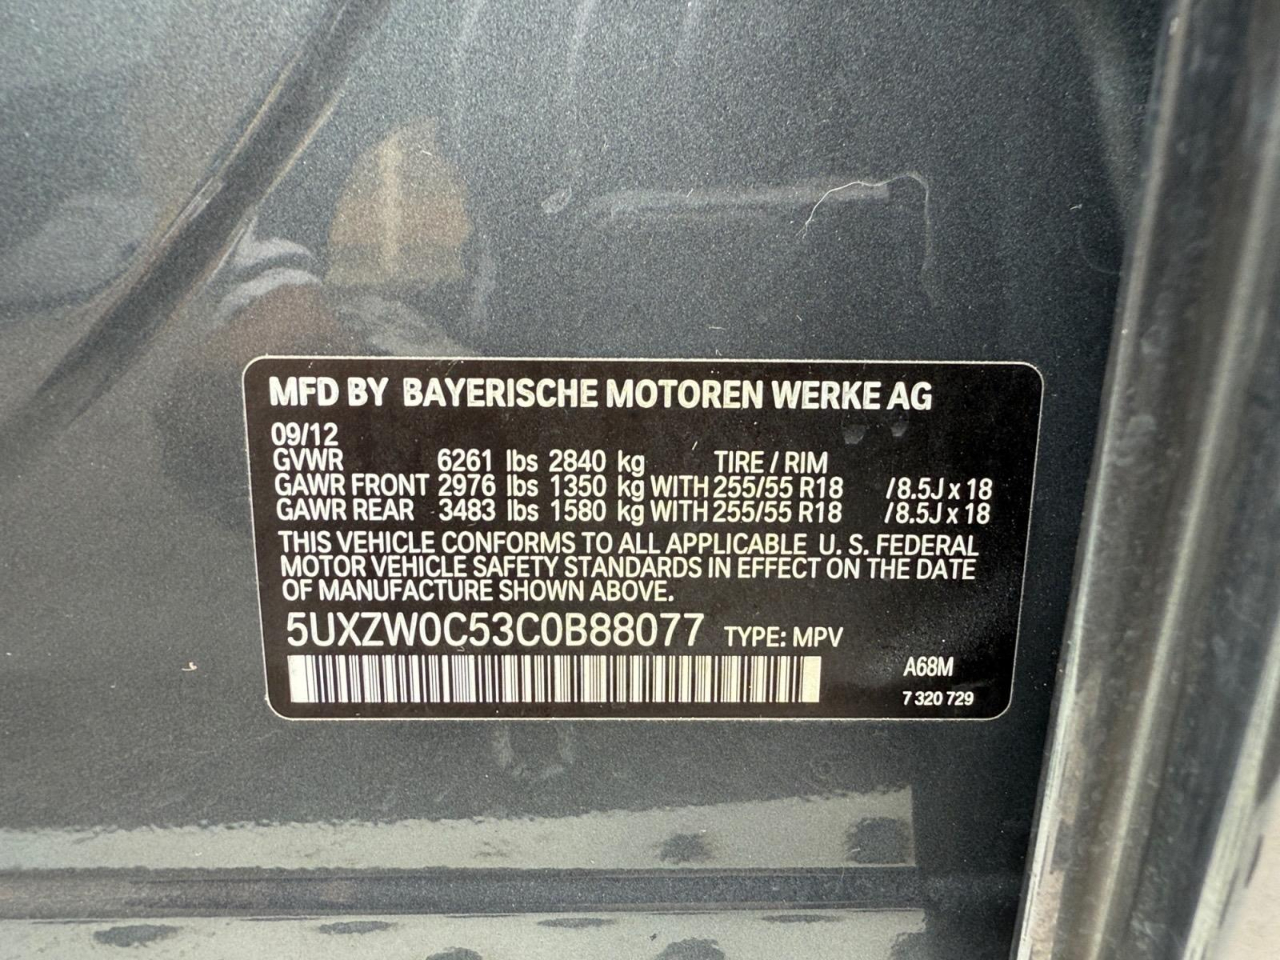 MFD BY BAYERISCHE MOTOREN WERKE AG
09/12
GVWR 6261 lbs 2840 kg TIRE / RIM
GAWR FRONT 2976 lbs 1350 kg WITH 255/55 R18 /8.5J x 18
GAWR REAR 3483 lbs 1580 kg WITH 255/55 R18 /8.5J x 18
THIS VEHICLE CONFORMS TO ALL APPLICABLE U. S. FEDERAL
MOTOR VEHICLE SAFETY STANDARDS IN EFFECT ON THE DATE
OF MANUFACTURE SHOWN ABOVE.
5UXZW0C53C0B88077 TYPE: MPV
A68M
7 320 729